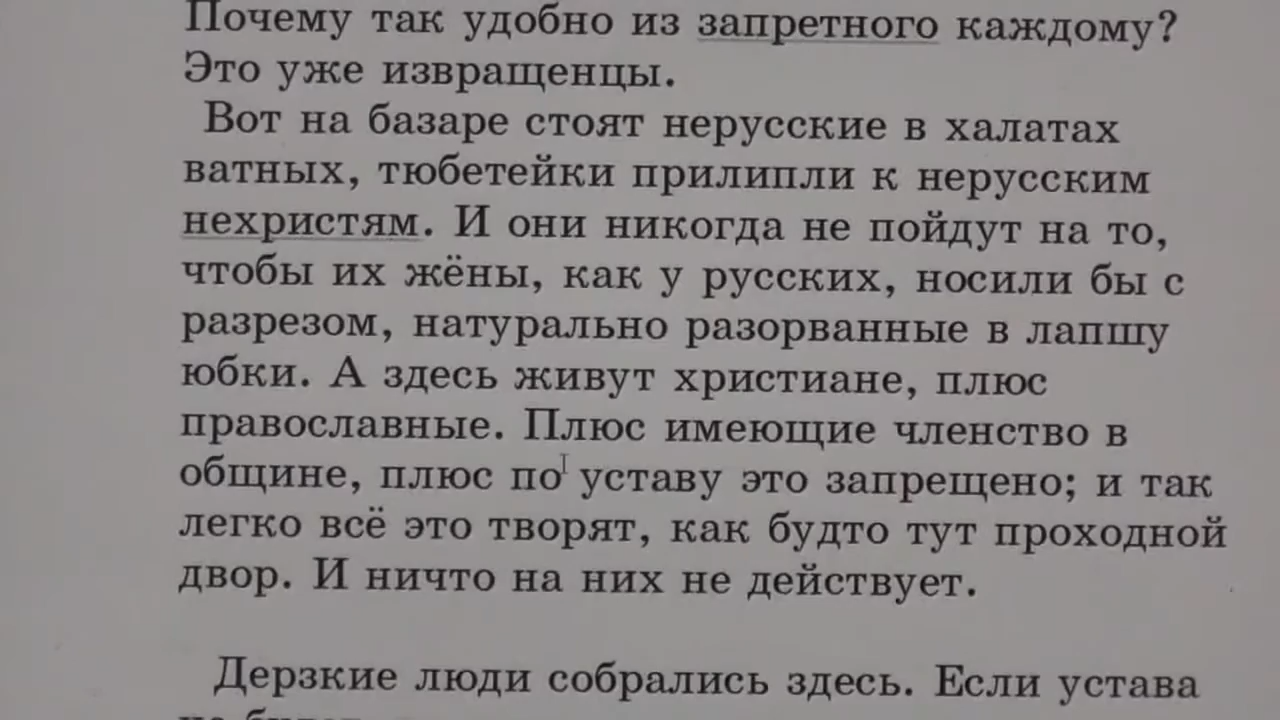 Почему так удобно из запретного каждому?
Это уже извращенцы.
Вот на базаре стоят нерусские в халатах
ватных, тюбетейки прилипли к нерусским
нехристям. И они никогда не пойдут на то,
чтобы их жёны, как у русских, носили бы с
разрезом, натурально разорванные в лапшу
юбки. А здесь живут христиане, плюс
православные. Плюс имеющие членство в
общине, плюс по уставу это запрещено; и так
легко всё это творят, как будто тут проходной
двор. И ничто на них не действует.
Дерзкие люди собрались здесь. Если устава